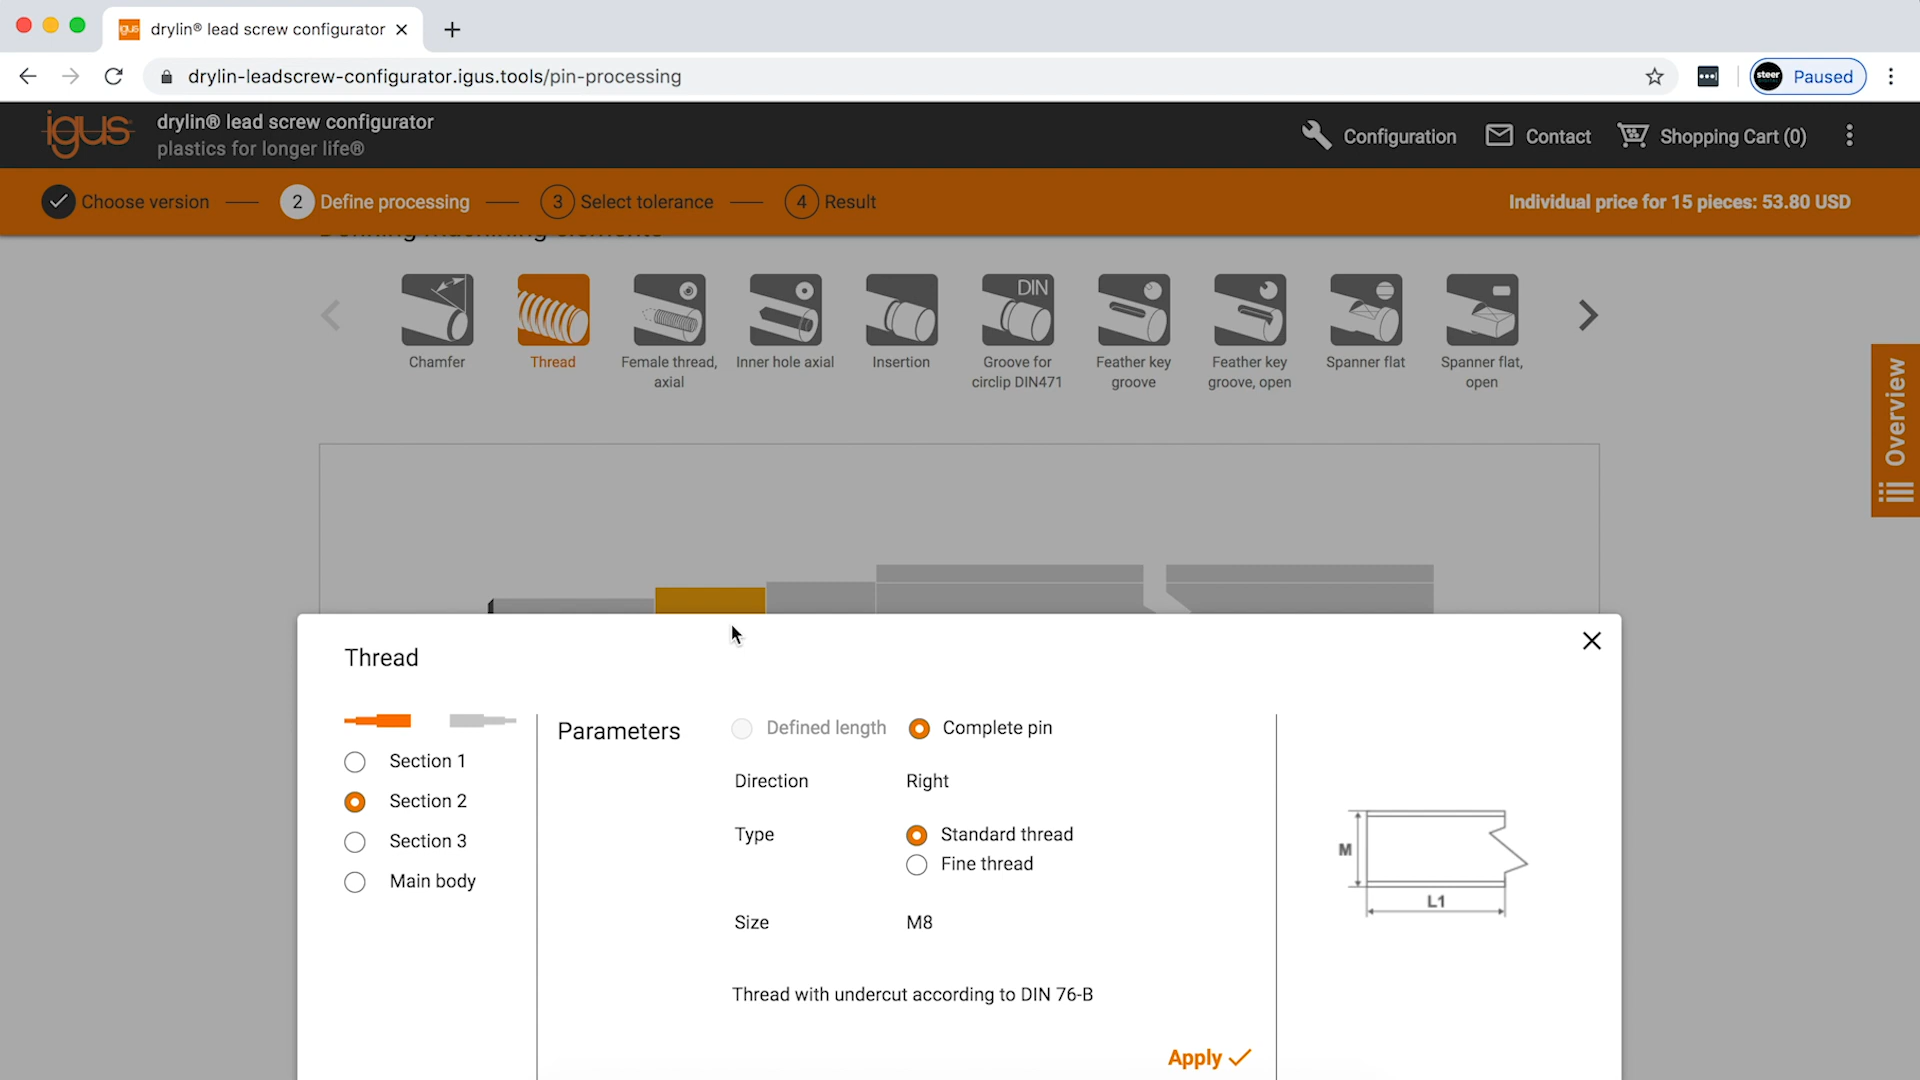 igus
drylin® lead screw configurator
drylin-leadscrew-configurator.igus.tools/pin-processing
steer
Paused
igus
drylin® lead screw configurator
plastics for longer life®
Configuration
Contact
Shopping Cart (0)
Choose version
2 Define processing
3 Select tolerance
4 Result
Individual price for 15 pieces: 53.80 USD
Defining machining elements
DIN
Chamfer
Thread
Female thread,
axial
Inner hole axial
Insertion
Groove for
circlip DIN471
Feather key
groove
Feather key
groove, open
Spanner flat
Spanner flat,
open
Overview
Thread
Section 1
Section 2
Section 3
Main body
Parameters
Defined length
Complete pin
Direction
Right
Type
Standard thread
Fine thread
Size
M8
Thread with undercut according to DIN 76-B
Apply
M
L1